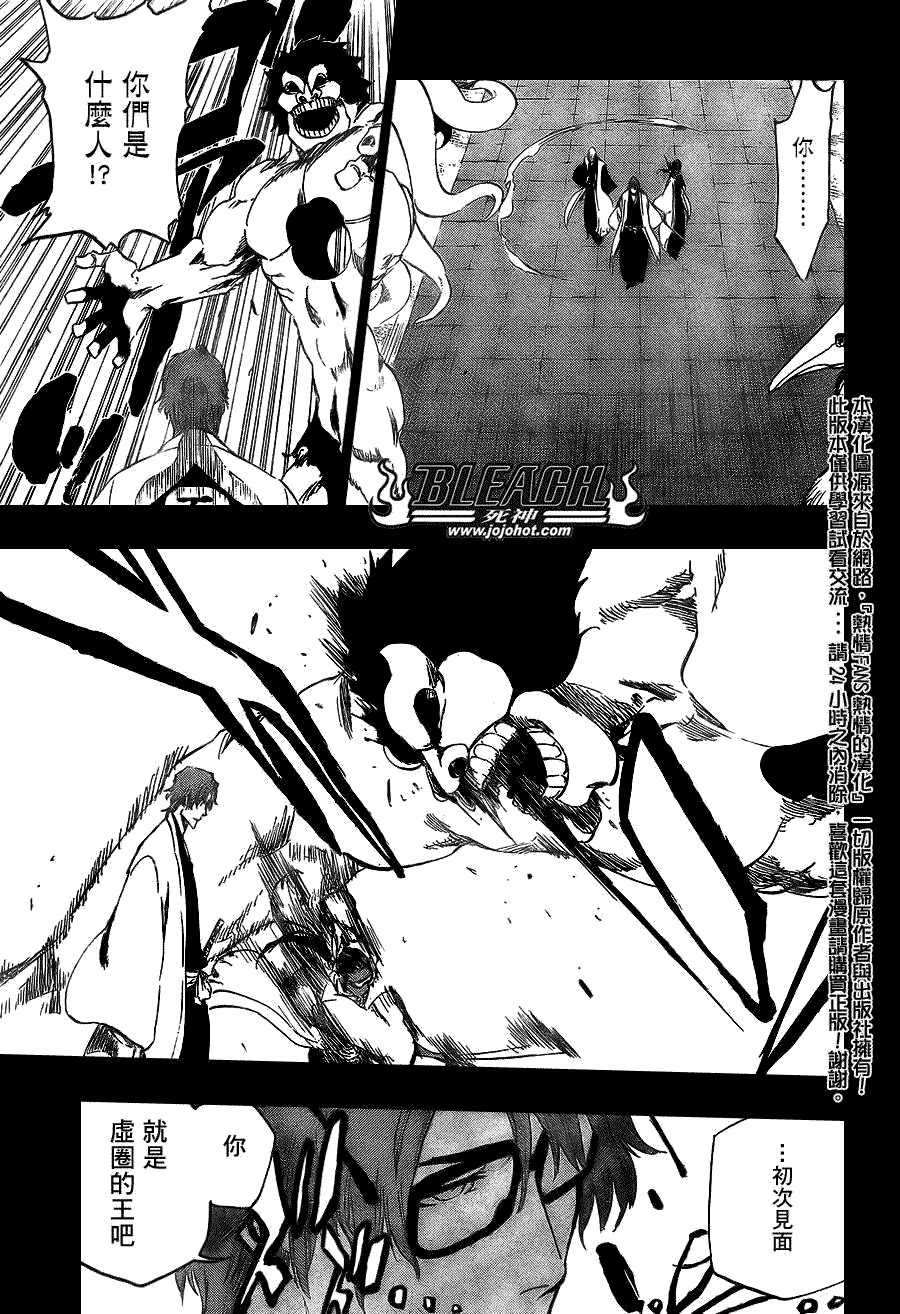 你………
你們是
什麼人!?
BLEACH
死神
www.jojohot.com
…初次見面
你
就是
虛圈的王吧
本漢化圖源來自於網路,『熱情FANS熱情的漢化』一切版權歸原作者與出版社擁有!
此版本僅供學習試看交流…請24小時之內消除,喜歡這套漫畫請購買正版!謝謝。